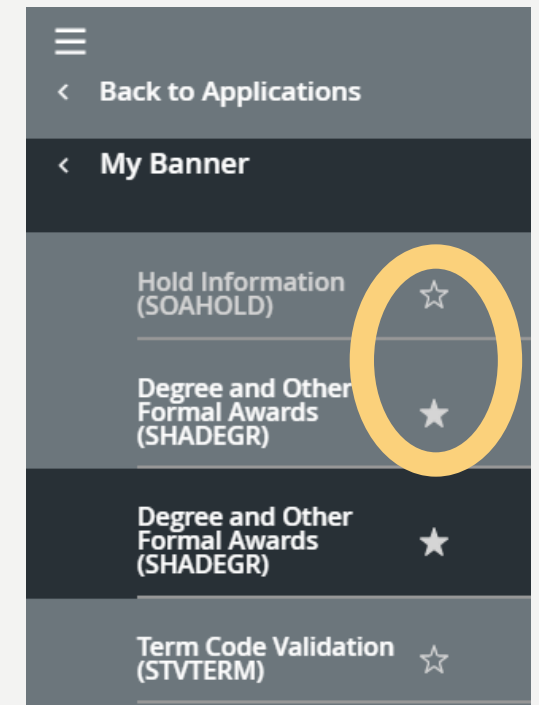 Back to Applications
My Banner
Hold Information
(SOAHOLD)
Degree and Other
Formal Awards
(SHADEGR)
Degree and Other
Formal Awards
(SHADEGR)
Term Code Validation
(STVTERM)